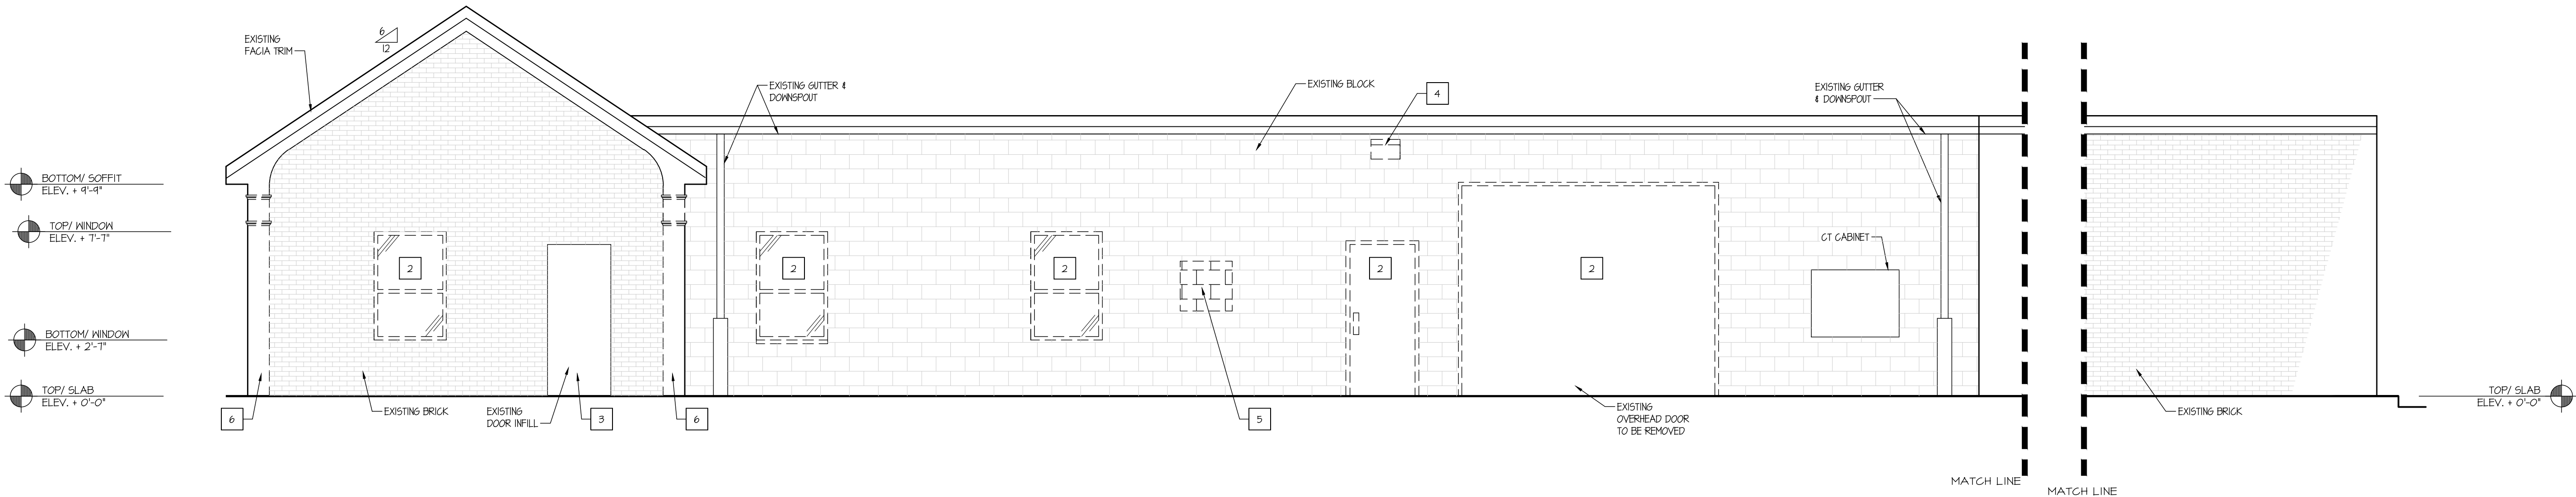 EXISTING
FACIA TRIM
6
12
EXISTING GUTTER &
DOWNSPOUT
EXISTING BLOCK
4
EXISTING GUTTER
& DOWNSPOUT
BOTTOM/ SOFFIT
ELEV. + 9'-9"
TOP/ WINDOW
ELEV. + 7'-7"
BOTTOM/ WINDOW
ELEV. + 2'-7"
TOP/ SLAB
ELEV. + 0'-0"
2
2
2
2
2
CT CABINET
6
EXISTING BRICK
EXISTING
DOOR INFILL
3
6
5
EXISTING
OVERHEAD DOOR
TO BE REMOVED
EXISTING BRICK
TOP/ SLAB
ELEV. + 0'-0"
MATCH LINE
MATCH LINE